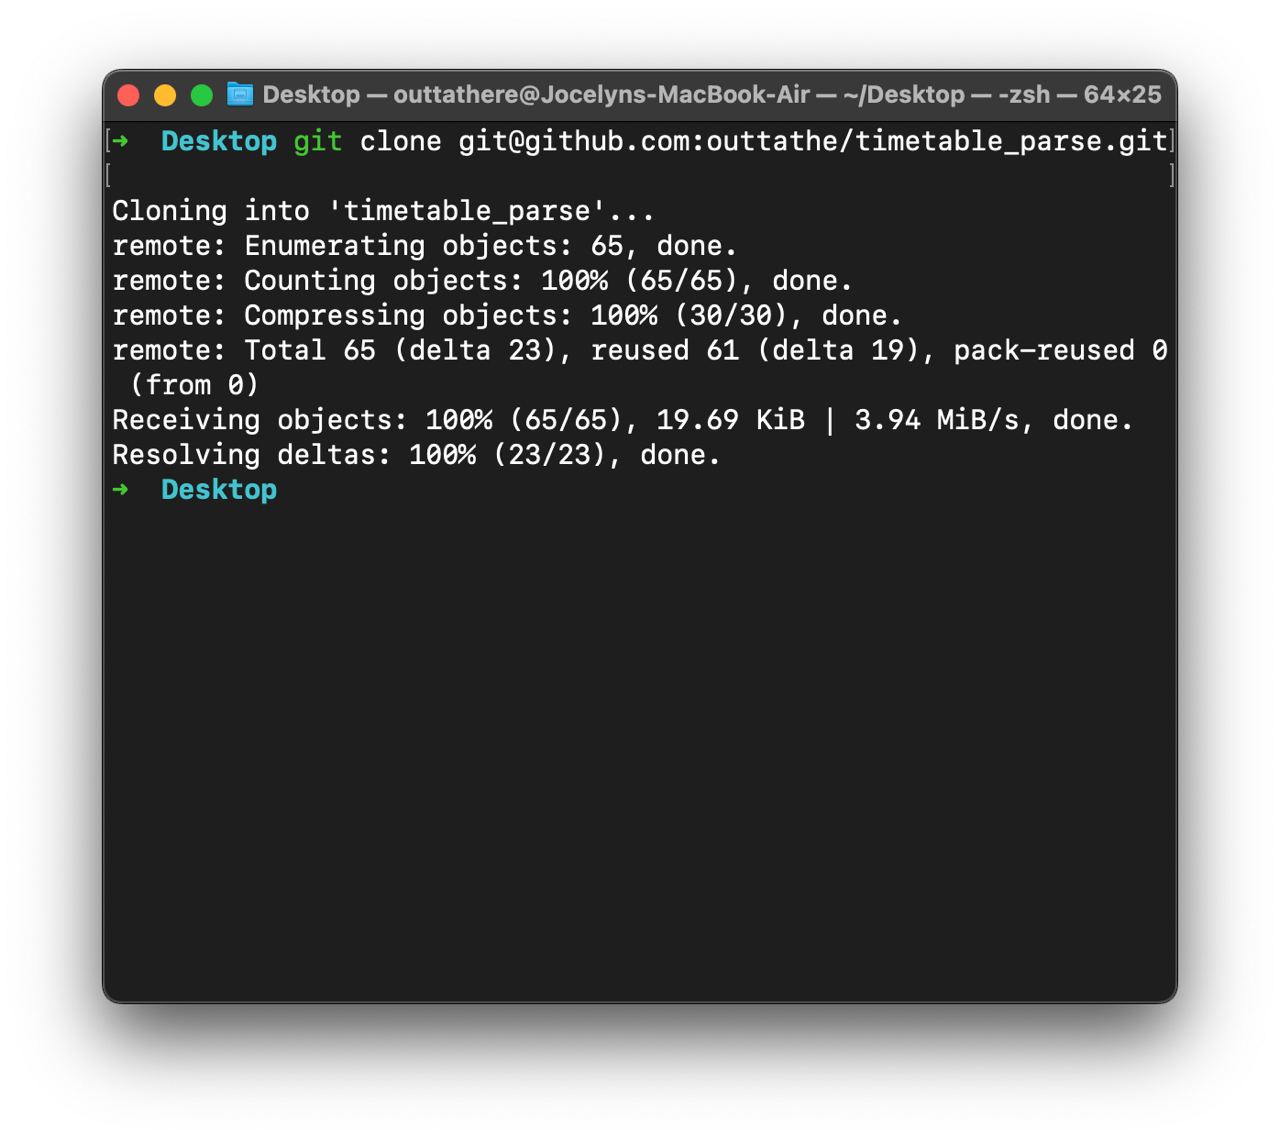 Desktop — outtathere@Jocelyns-MacBook-Air — ~/Desktop — -zsh — 64×25
[➜  Desktop git clone git@github.com:outtathe/timetable_parse.git]
[ ]
Cloning into 'timetable_parse'...
remote: Enumerating objects: 65, done.
remote: Counting objects: 100% (65/65), done.
remote: Compressing objects: 100% (30/30), done.
remote: Total 65 (delta 23), reused 61 (delta 19), pack-reused 0
 (from 0)
Receiving objects: 100% (65/65), 19.69 KiB | 3.94 MiB/s, done.
Resolving deltas: 100% (23/23), done.
➜  Desktop